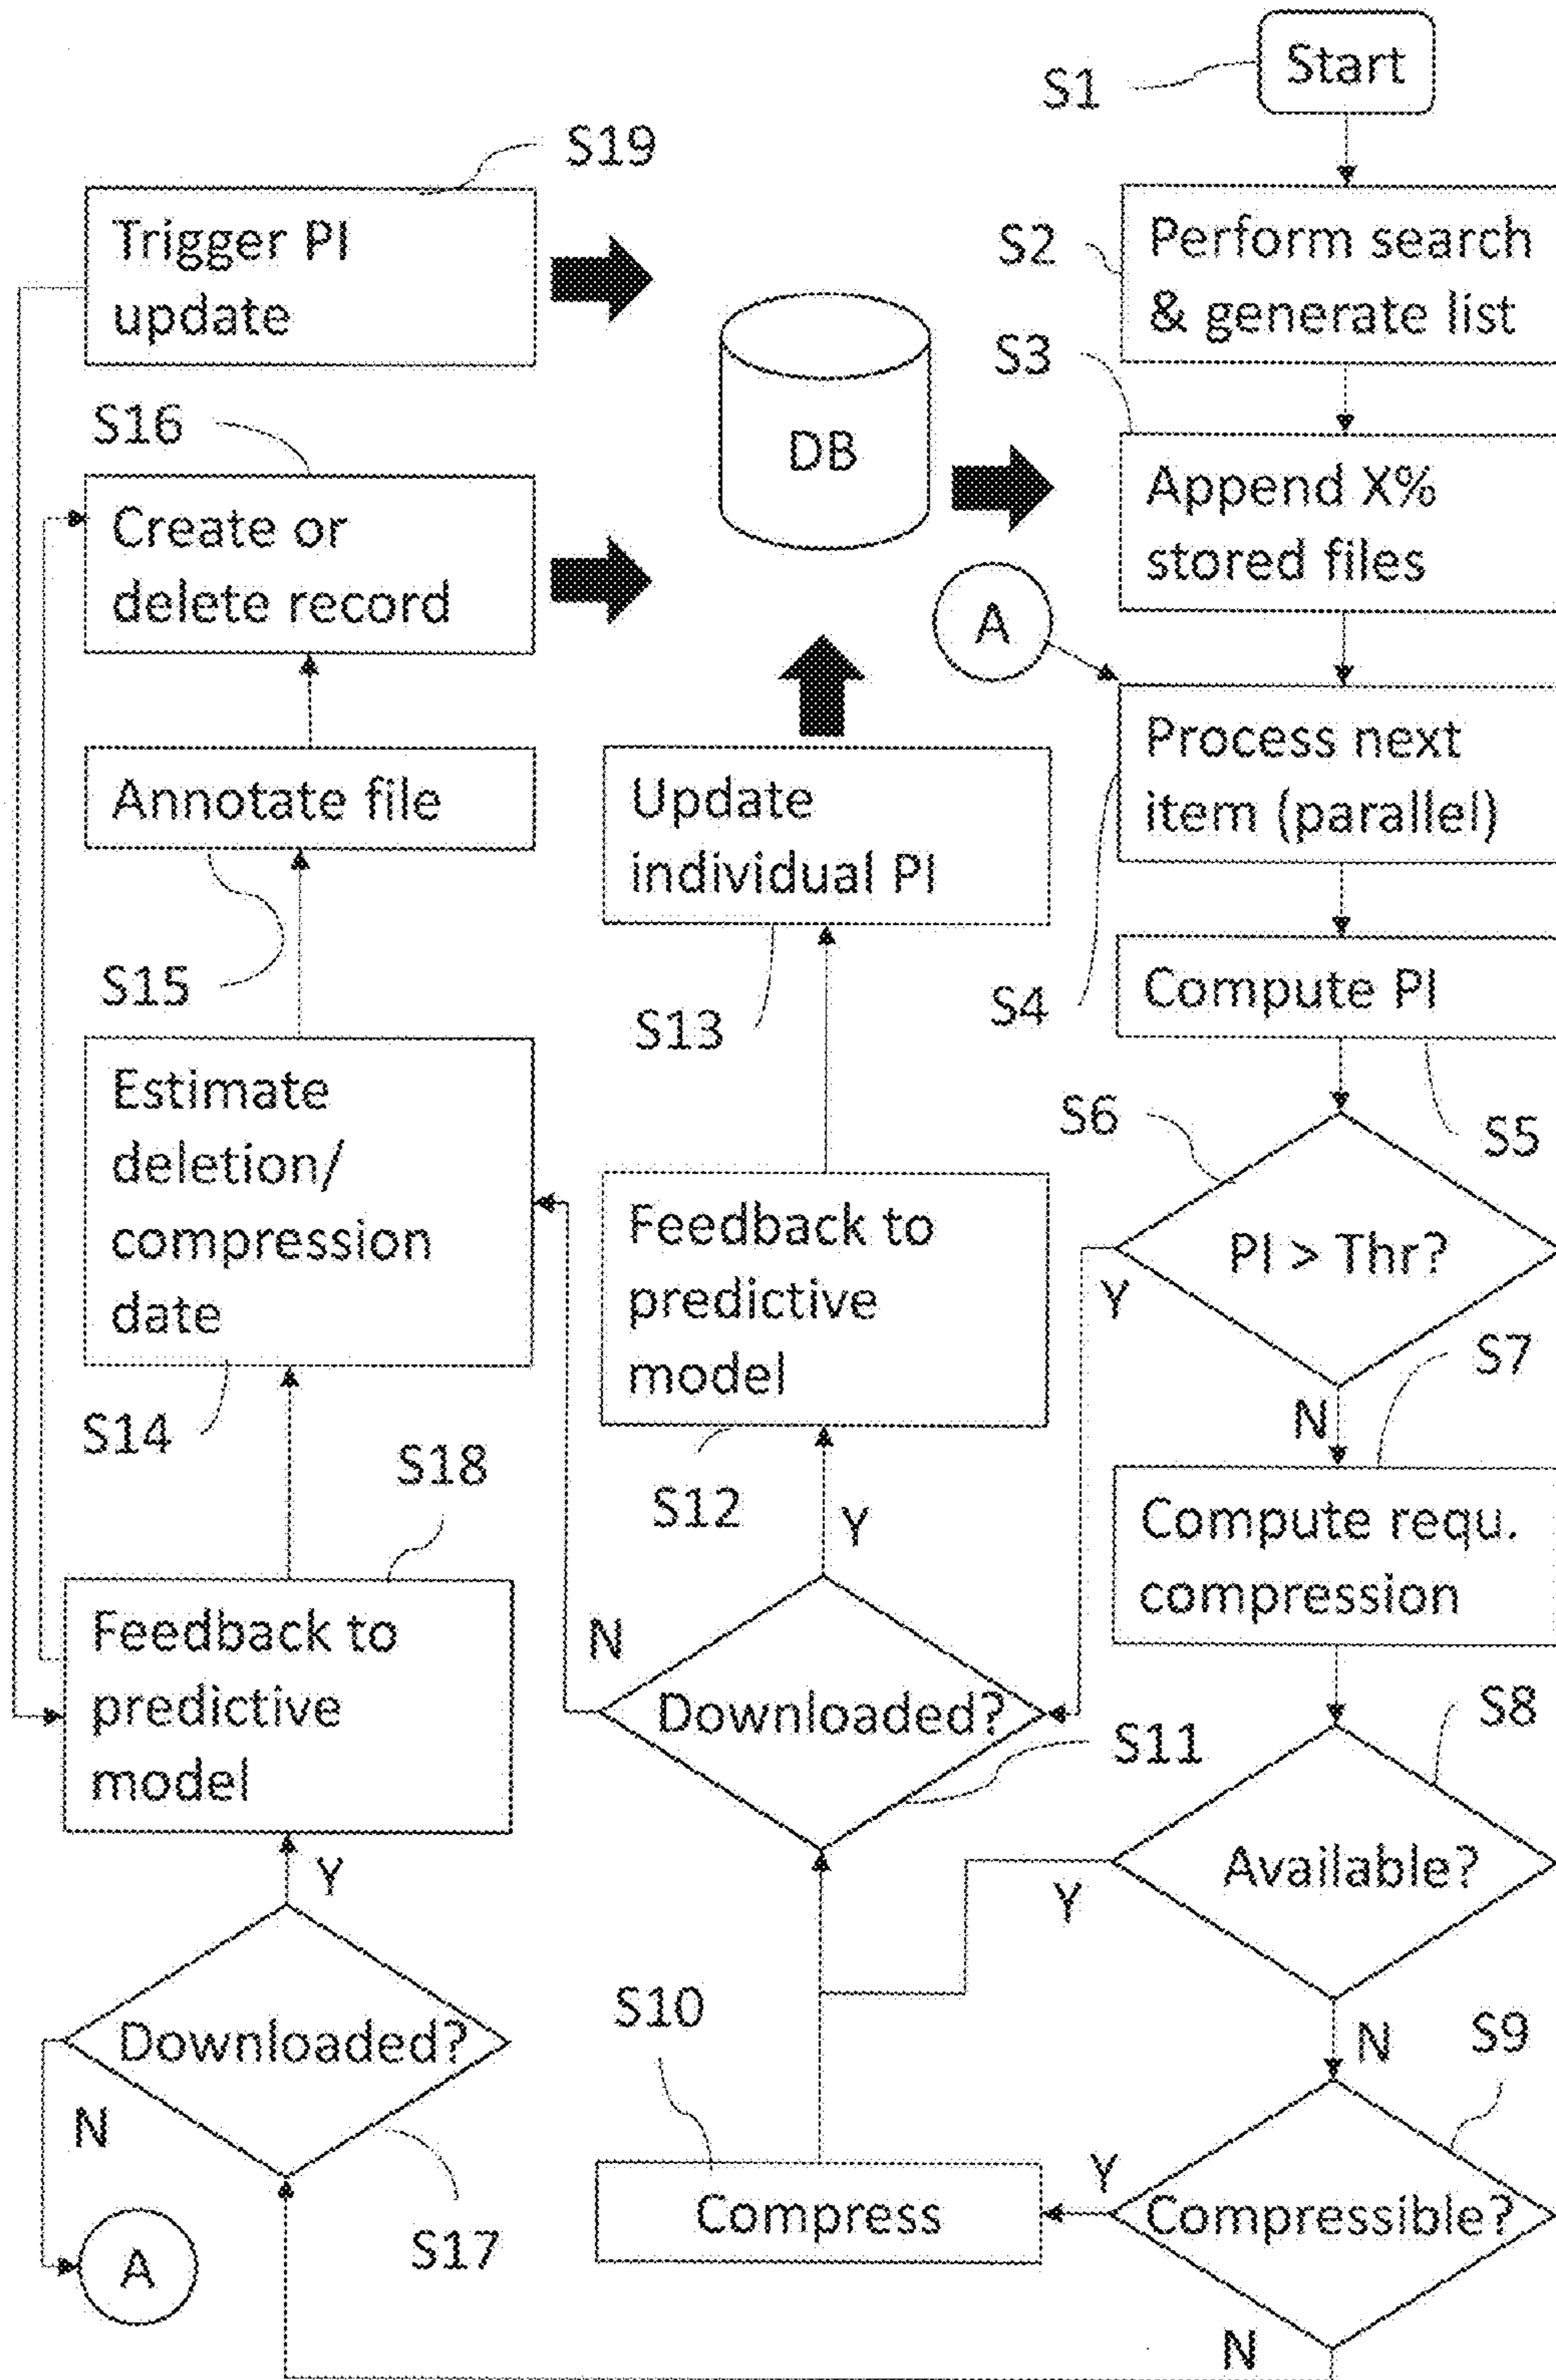 Start
S1
S19
Trigger PI
update
S2
Perform search
& generate list
S3
S16
DB
Append X%
stored files
Create or
delete record
A
Process next
item (parallel)
Annotate file
Update
individual PI
S15
S13
S4
Compute PI
Estimate
deletion/
compression
date
S6
S5
Feedback to
predictive
model
PI > Thr?
Y
S7
N
S14
S18
S12
Y
Compute requ.
compression
Feedback to
predictive
model
N
Downloaded?
S11
S8
Y
Available?
Y
Downloaded?
S10
N
S9
N
Compress
Y
Compressible?
S17
A
N